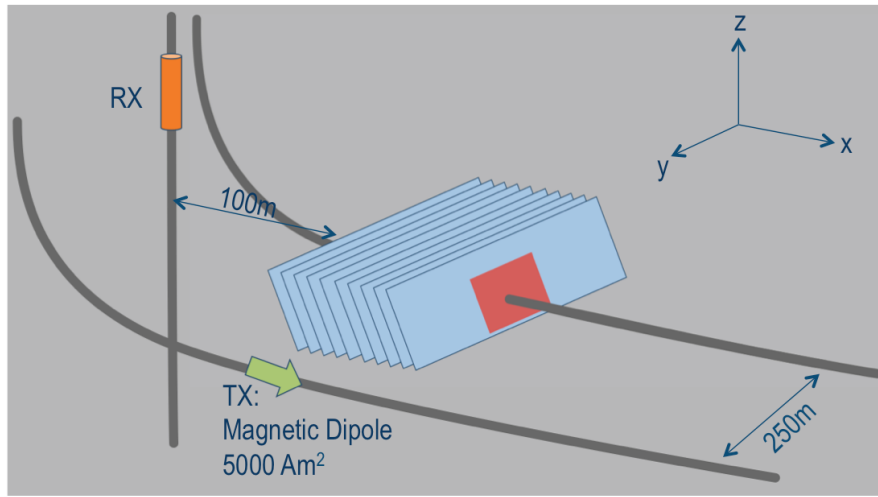 z
RX
x
y
100m
TX:
Magnetic Dipole
5000 Am²
250m